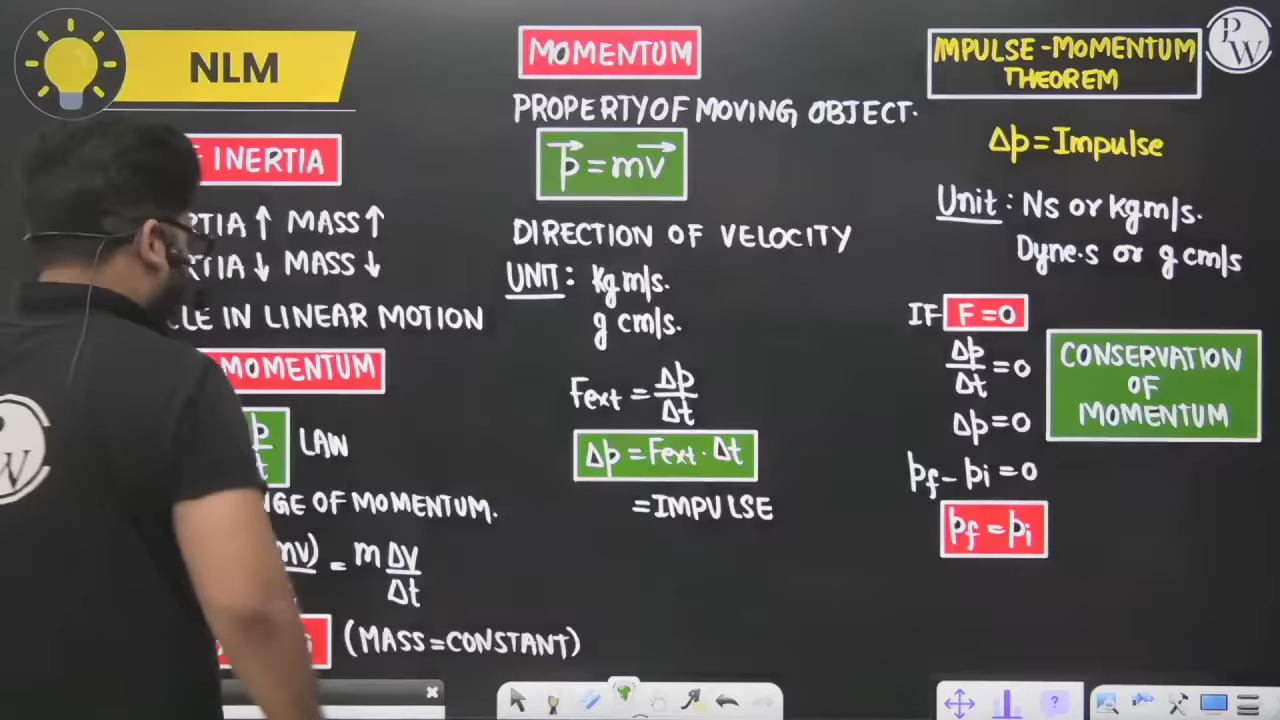 NLM
INERTIA
RTIA ↑ MASS ↑
RTIA ↓ MASS ↓
CLE IN LINEAR MOTION
MOMENTUM
LAW
NGE OF MOMENTUM.
mv) = m Δv/Δt
(MASS=CONSTANT)
MOMENTUM
PROPERTY OF MOVING OBJECT.
p⃗ = mv⃗
DIRECTION OF VELOCITY
UNIT: kgm/s.
g cm/s.
Fext = Δp/Δt
Δp = Fext · Δt
= IMPULSE
IMPULSE-MOMENTUM
THEOREM
Δp = Impulse
Unit: Ns or kgm/s.
Dyne.s or g cm/s
IF F = 0
Δp/Δt = 0
Δp = 0
pf - pi = 0
pf = pi
CONSERVATION
OF
MOMENTUM
PW
W